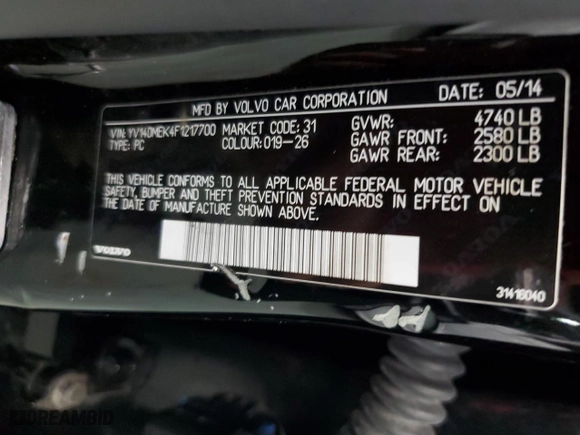 MFD BY VOLVO CAR CORPORATION DATE: 05/14
VIN: YV140MEK4F1217700 MARKET CODE: 31 GVWR: 4740 LB
TYPE: PC COLOUR: 019-26 GAWR FRONT: 2580 LB
GAWR REAR: 2300 LB
THIS VEHICLE CONFORMS TO ALL APPLICABLE FEDERAL MOTOR VEHICLE
SAFETY, BUMPER AND THEFT PREVENTION STANDARDS IN EFFECT ON
THE DATE OF MANUFACTURE SHOWN ABOVE.
VOLVO
31416040
IDREAMBID